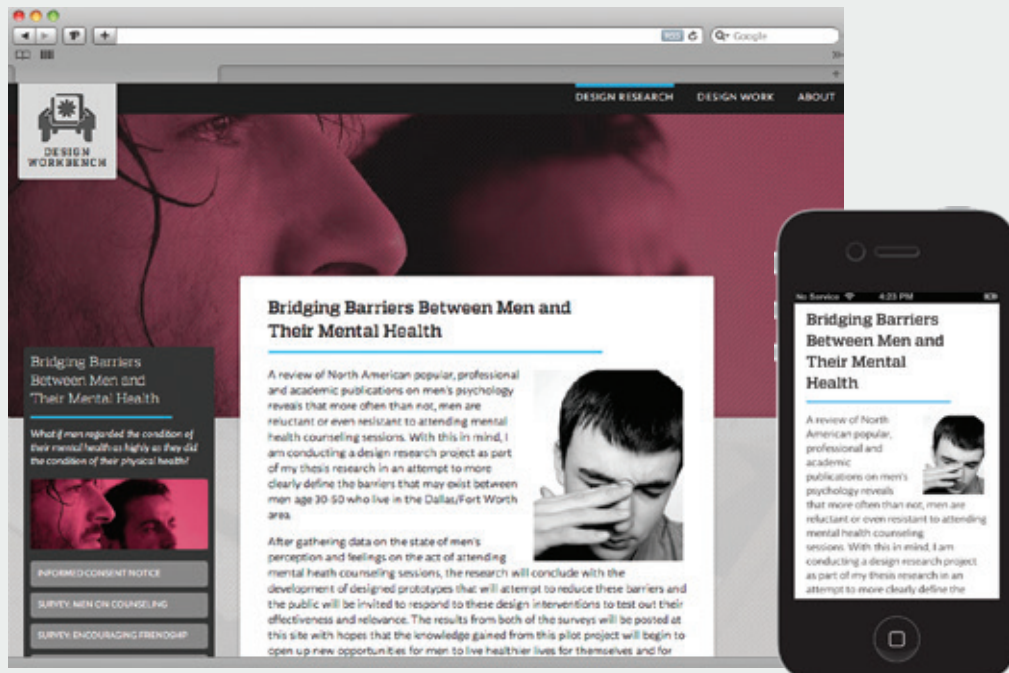 RSS
Google
DESIGN RESEARCH
DESIGN WORK
ABOUT
DESIGN
WORKBENCH
Bridging Barriers
Between Men and
Their Mental Health
What if men regarded the condition of
their mental health as highly as they did
the condition of their physical health?
INFORMED CONSENT NOTICE
SURVEY: MEN ON COUNSELING
SURVEY: ENCOURAGING FRIENDSHIP
Bridging Barriers Between Men and
Their Mental Health
A review of North American popular, professional
and academic publications on men's psychology
reveals that more often than not, men are
reluctant or even resistant to attending mental
health counseling sessions. With this in mind, I
am conducting a design research project as part
of my thesis research in an attempt to more
clearly define the barriers that may exist between
men age 30-50 who live in the Dallas/Fort Worth
area.
After gathering data on the state of men's
perception and feelings on the act of attending
mental heath counseling sessions, the research will conclude with the
development of designed prototypes that will attempt to reduce these barriers and
the public will be invited to respond to these design interventions to test out their
effectiveness and relevance. The results from both of the surveys will be posted at
this site with hopes that the knowledge gained from this pilot project will begin to
open up new opportunities for men to live healthier lives for themselves and for
No Service
4:23 PM
Bridging Barriers
Between Men and
Their Mental
Health
A review of North
American popular,
professional and
academic
publications on men's
psychology reveals
that more often than not, men are
reluctant or even resistant to attending
mental health counseling
sessions. With this in mind, I am
conducting a design research project
as part of my thesis research in an
attempt to more clearly define the